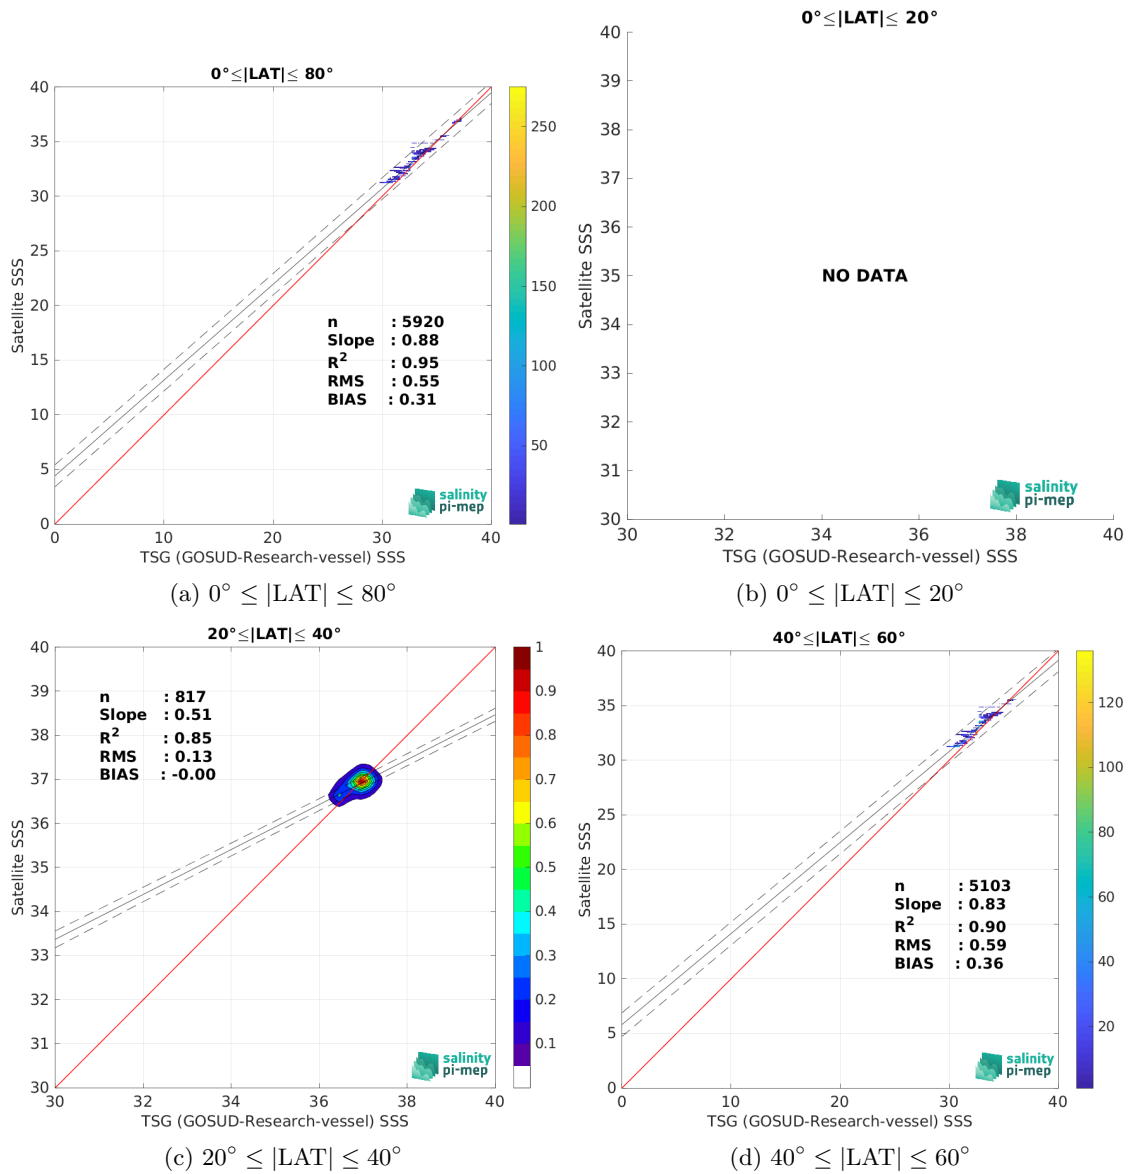 0°≤|LAT|≤ 80°
40
35
30
25
20
15
10
5
0
0
10
20
30
40
Satellite SSS
TSG (GOSUD-Research-vessel) SSS
n : 5920
Slope : 0.88
R2 : 0.95
RMS : 0.55
BIAS : 0.31
salinity
pi-mep
250
200
150
100
50
(a) 0° ≤ |LAT| ≤ 80°
0°≤|LAT|≤ 20°
40
39
38
37
36
35
34
33
32
31
30
30
32
34
36
38
40
Satellite SSS
TSG (GOSUD-Research-vessel) SSS
NO DATA
salinity
pi-mep
(b) 0° ≤ |LAT| ≤ 20°
20°≤|LAT|≤ 40°
40
39
38
37
36
35
34
33
32
31
30
30
32
34
36
38
40
Satellite SSS
TSG (GOSUD-Research-vessel) SSS
n : 817
Slope : 0.51
R2 : 0.85
RMS : 0.13
BIAS : -0.00
salinity
pi-mep
1
0.9
0.8
0.7
0.6
0.5
0.4
0.3
0.2
0.1
(c) 20° ≤ |LAT| ≤ 40°
40°≤|LAT|≤ 60°
40
35
30
25
20
15
10
5
0
0
10
20
30
40
Satellite SSS
TSG (GOSUD-Research-vessel) SSS
n : 5103
Slope : 0.83
R2 : 0.90
RMS : 0.59
BIAS : 0.36
salinity
pi-mep
120
100
80
60
40
20
(d) 40° ≤ |LAT| ≤ 60°